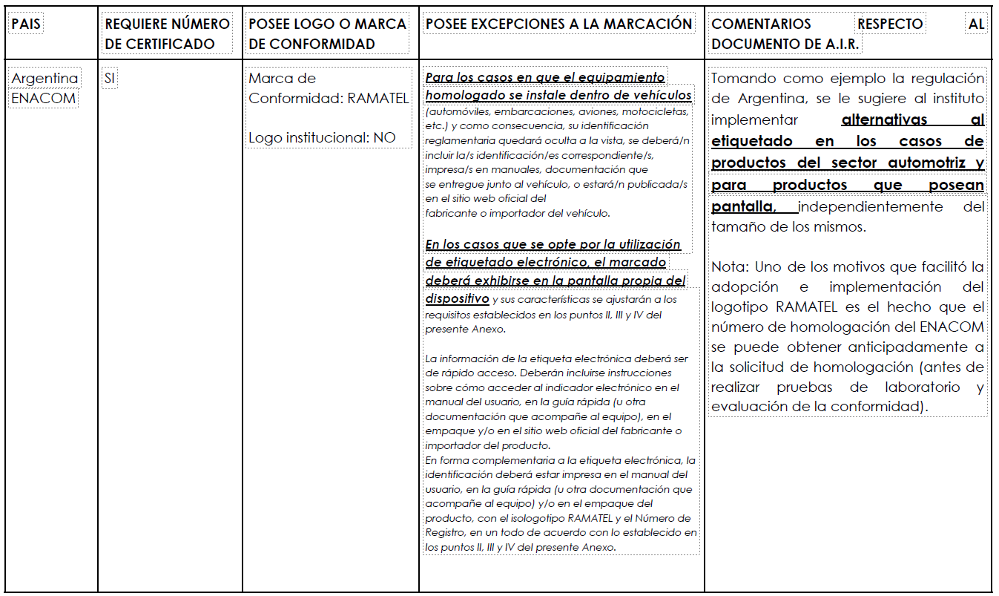 PAIS
REQUIERE NÚMERO
DE CERTIFICADO
POSEE LOGO O MARCA
DE CONFORMIDAD
POSEE EXCEPCIONES A LA MARCACIÓN
COMENTARIOS RESPECTO AL
DOCUMENTO DE A.I.R.
Argentina
ENACOM
SI
Marca de
Conformidad: RAMATEL
Logo institucional: NO
Para los casos en que el equipamiento
homologado se instale dentro de vehículos
(automóviles, embarcaciones, aviones, motocicletas,
etc.) y como consecuencia, su identificación
reglamentaria quedará oculta a la vista, se deberá/n
incluir la/s identificación/es correspondiente/s,
impresa/s en manuales, documentación que
se entregue junto al vehículo, o estará/n publicada/s
en el sitio web oficial del
fabricante o importador del vehículo.
En los casos que se opte por la utilización
de etiquetado electrónico, el marcado
deberá exhibirse en la pantalla propia del
dispositivo y sus características se ajustarán a los
requisitos establecidos en los puntos II, III y IV del
presente Anexo.
La información de la etiqueta electrónica deberá ser
de rápido acceso. Deberán incluirse instrucciones
sobre cómo acceder al indicador electrónico en el
manual del usuario, en la guía rápida (u otra
documentación que acompañe al equipo), en el
empaque y/o en el sitio web oficial del fabricante o
importador del producto.
En forma complementaria a la etiqueta electrónica, la
identificación deberá estar impresa en el manual del
usuario, en la guía rápida (u otra documentación que
acompañe al equipo) y/o en el empaque del
producto, con el isologotipo RAMATEL y el Número de
Registro, en un todo de acuerdo con lo establecido en
los puntos II, III y IV del presente Anexo.
Tomando como ejemplo la regulación
de Argentina, se le sugiere al instituto
implementar alternativas al
etiquetado en los casos de
productos del sector automotriz y
para productos que posean
pantalla, independientemente del
tamaño de los mismos.
Nota: Uno de los motivos que facilitó la
adopción e implementación del
logotipo RAMATEL es el hecho que el
número de homologación del ENACOM
se puede obtener anticipadamente a
la solicitud de homologación (antes de
realizar pruebas de laboratorio y
evaluación de la conformidad).